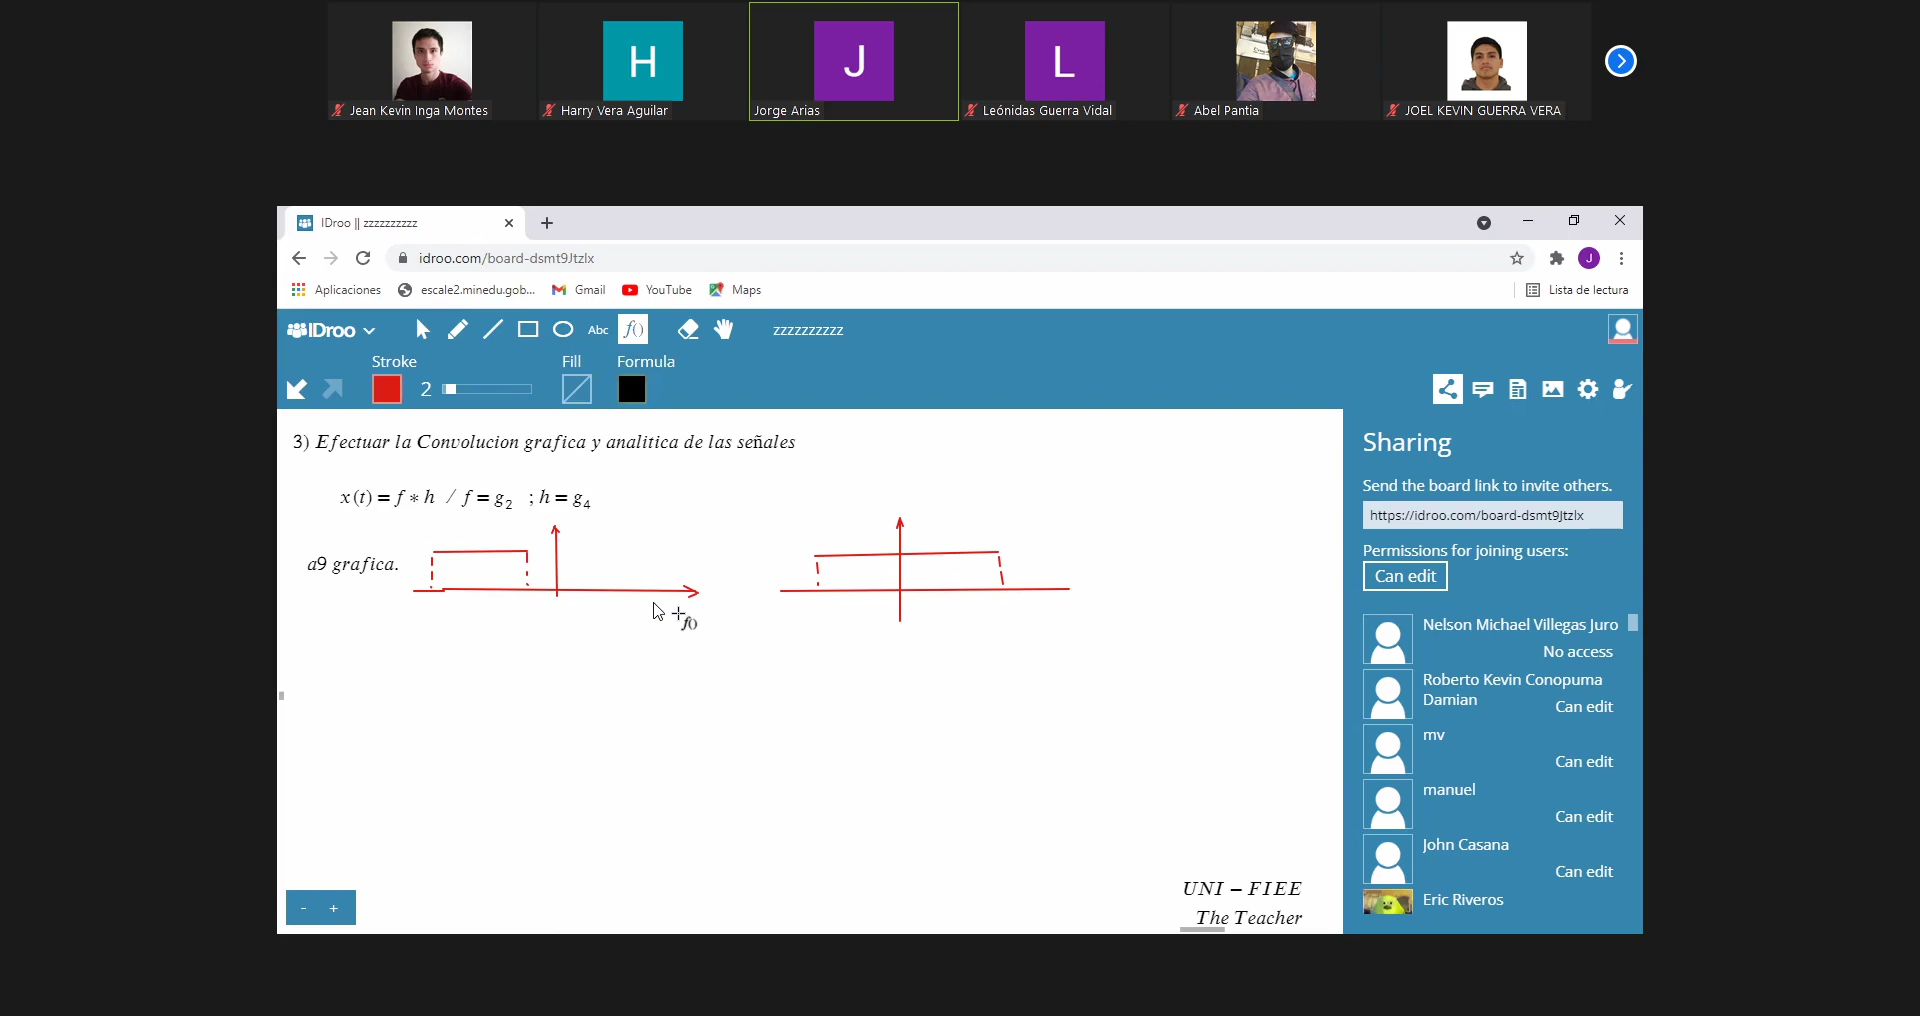 H
J
L
Jean Kevin Inga Montes
Harry Vera Aguilar
Jorge Arias
Leónidas Guerra Vidal
Abel Pantia
JOEL KEVIN GUERRA VERA
IDroo || zzzzzzzzzz
idroo.com/board-dsmt9Jtzlx
J
Aplicaciones
escale2.minedu.gob...
Gmail
YouTube
Maps
Lista de lectura
IDroo
Abc
f()
zzzzzzzzzz
Stroke
Fill
Formula
2
3) Efectuar la Convolucion grafica y analitica de las señales
x(t) = f * h / f = g2 ; h = g4
a9 grafica.
f()
UNI - FIEE
The Teacher
- +
Sharing
Send the board link to invite others.
https://idroo.com/board-dsmt9Jtzlx
Permissions for joining users:
Can edit
Nelson Michael Villegas Juro
No access
Roberto Kevin Conopuma
Damian
Can edit
mv
Can edit
manuel
Can edit
John Casana
Can edit
Eric Riveros